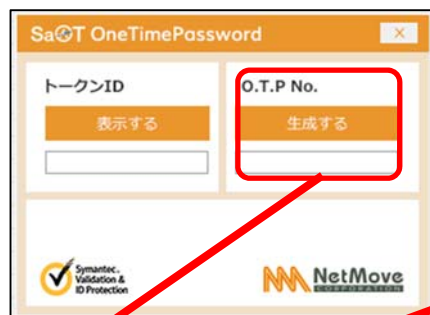 Sa@T OneTimePassword
トークンID
表示する
O.T.P No.
生成する
Symantec.
Validation &
ID Protection
NetMove
CORPORATION